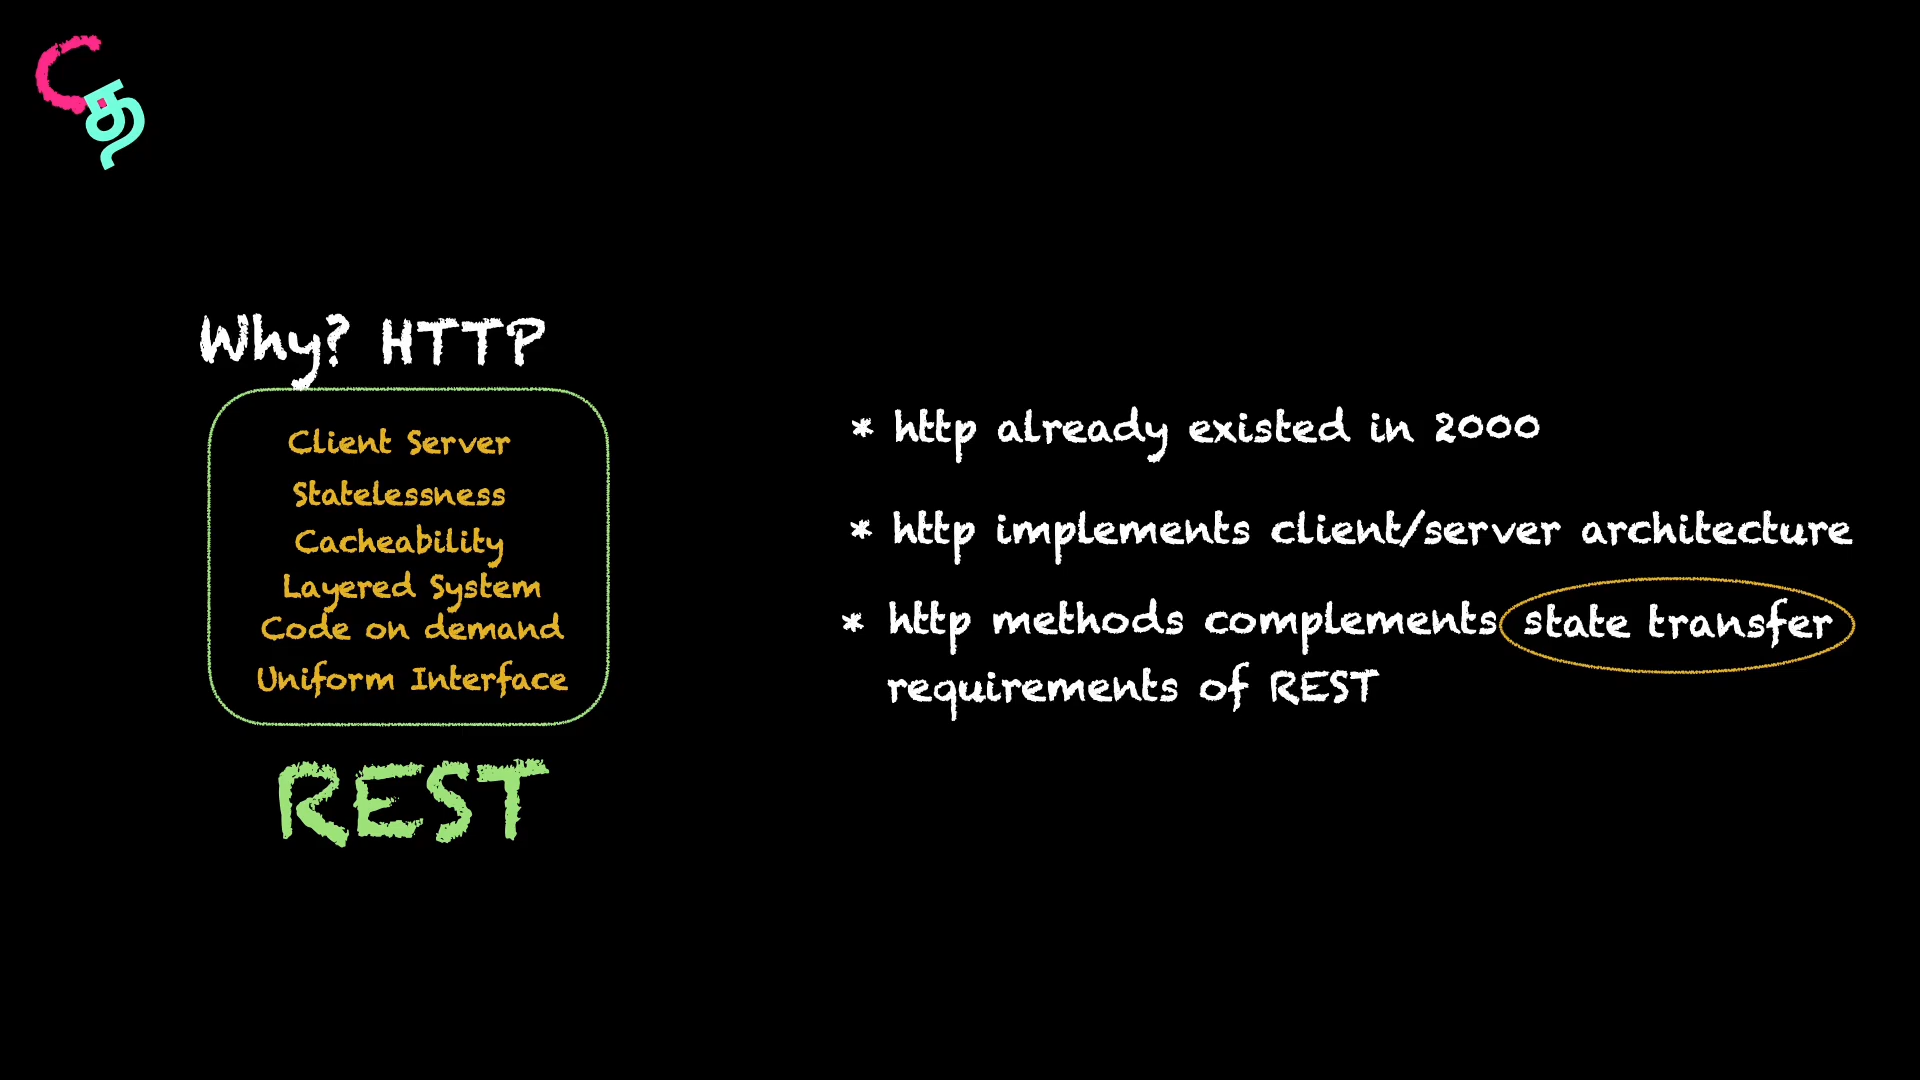 C
த
Why? HTTP
Client Server
Statelessness
Cacheability
Layered System
Code on demand
Uniform Interface
REST
* http already existed in 2000
* http implements client/server architecture
* http methods complements state transfer
requirements of REST